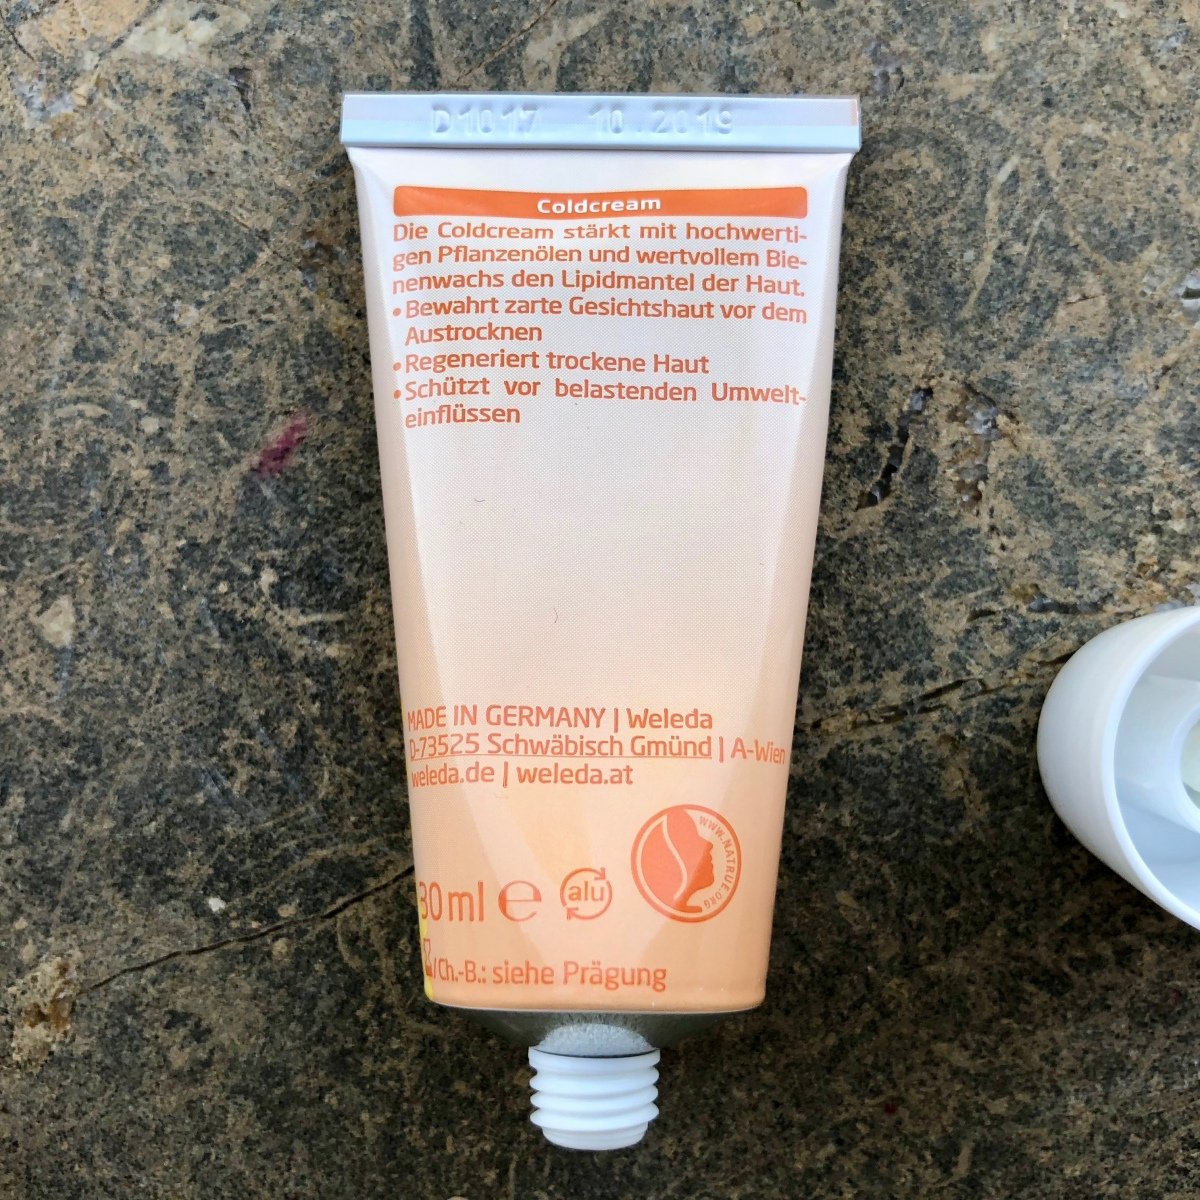 D1017 10.2019
Coldcream
Die Coldcream stärkt mit hochwerti-
gen Pflanzenölen und wertvollem Bie-
nenwachs den Lipidmantel der Haut.
• Bewahrt zarte Gesichtshaut vor dem
Austrocknen
• Regeneriert trockene Haut
• Schützt vor belastenden Umwelt-
einflüssen
MADE IN GERMANY | Weleda
D-73525 Schwäbisch Gmünd | A-Wien
weleda.de | weleda.at
WWW.NATRUE.ORG
30 ml e alu
/Ch.-B.: siehe Prägung